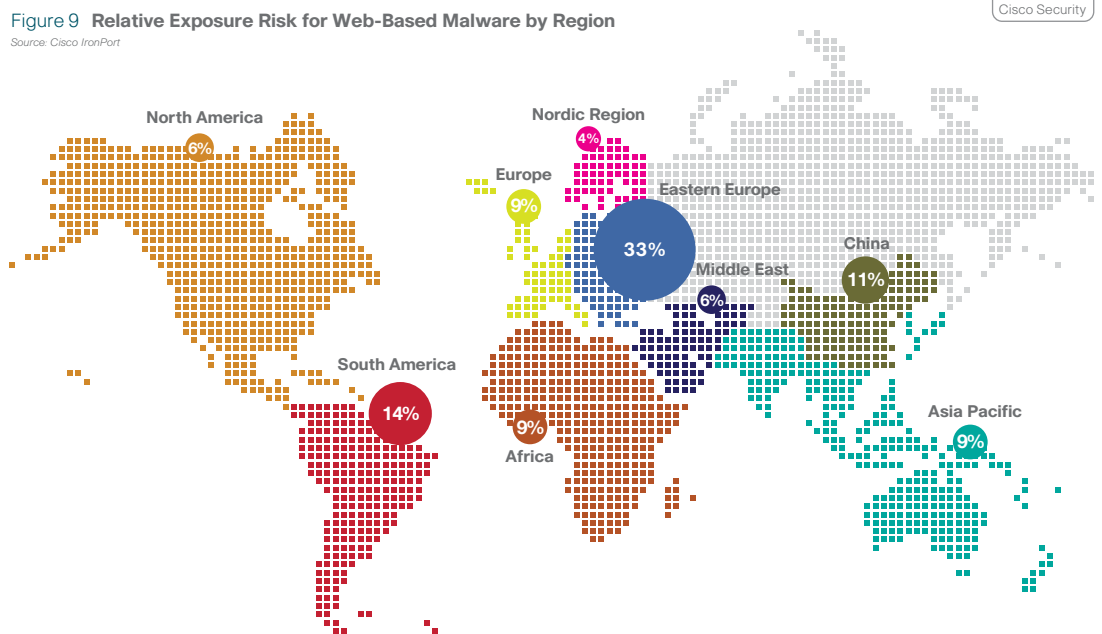 Cisco Security
Figure 9 Relative Exposure Risk for Web-Based Malware by Region
Source: Cisco IronPort
North America
6%
Nordic Region
4%
Europe
9%
Eastern Europe
33%
China
11%
Middle East
6%
South America
14%
Africa
9%
Asia Pacific
9%